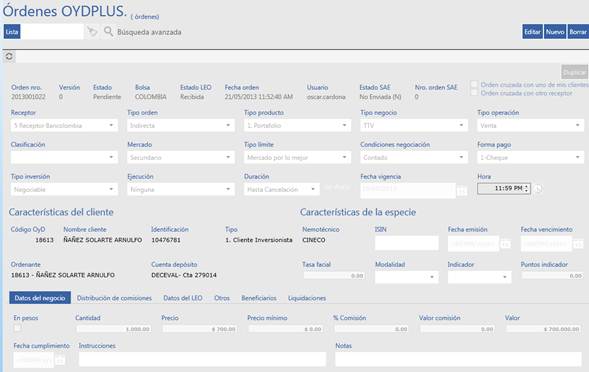 Órdenes OYDPLUS. ( órdenes)
Lista Búsqueda avanzada Editar Nuevo Borrar
Duplicar
Orden nro. Versión Estado Bolsa Estado LEO Fecha orden Usuario Estado SAE Nro. orden SAE Orden cruzada con uno de mis clientes
2013001022 0 Pendiente COLOMBIA Recibida 21/05/2013 11:52:40 AM oscar.cardona No Enviada (N) 0 Orden cruzada con otro receptor
Receptor Tipo orden Tipo producto Tipo negocio Tipo operación
5 Receptor Bancolombia Indirecta 1. Portafolio TTV Venta
Clasificación Mercado Tipo límite Condiciones negociación Forma pago
Secundario Mercado por lo mejor Contado 1-Cheque
Tipo inversión Ejecución Duración Fecha vigencia Hora
Negociable Ninguna Hasta Cancelación 11:59 PM
Características del cliente Características de la especie
Código OyD Nombre cliente Identificación Tipo Nemotécnico ISIN Fecha emisión Fecha vencimiento
18613 ÑAÑEZ SOLARTE ARNULFO 10476781 1. Cliente Inversionista CINECO
Ordenante Cuenta depósito Tasa facial Modalidad Indicador Puntos indicador
18613 - ÑAÑEZ SOLARTE ARNULFO DECEVAL- Cta 279014 0.00 0.00
Datos del negocio Distribución de comisiones Datos del LEO Otros Beneficiarios Liquidaciones
En pesos Cantidad Precio Precio mínimo % Comisión Valor comisión Valor
1,000.00 $ 700.00 $ 0.00 0.00 0.00 $ 700,000.00
Fecha cumplimiento Instrucciones Notas